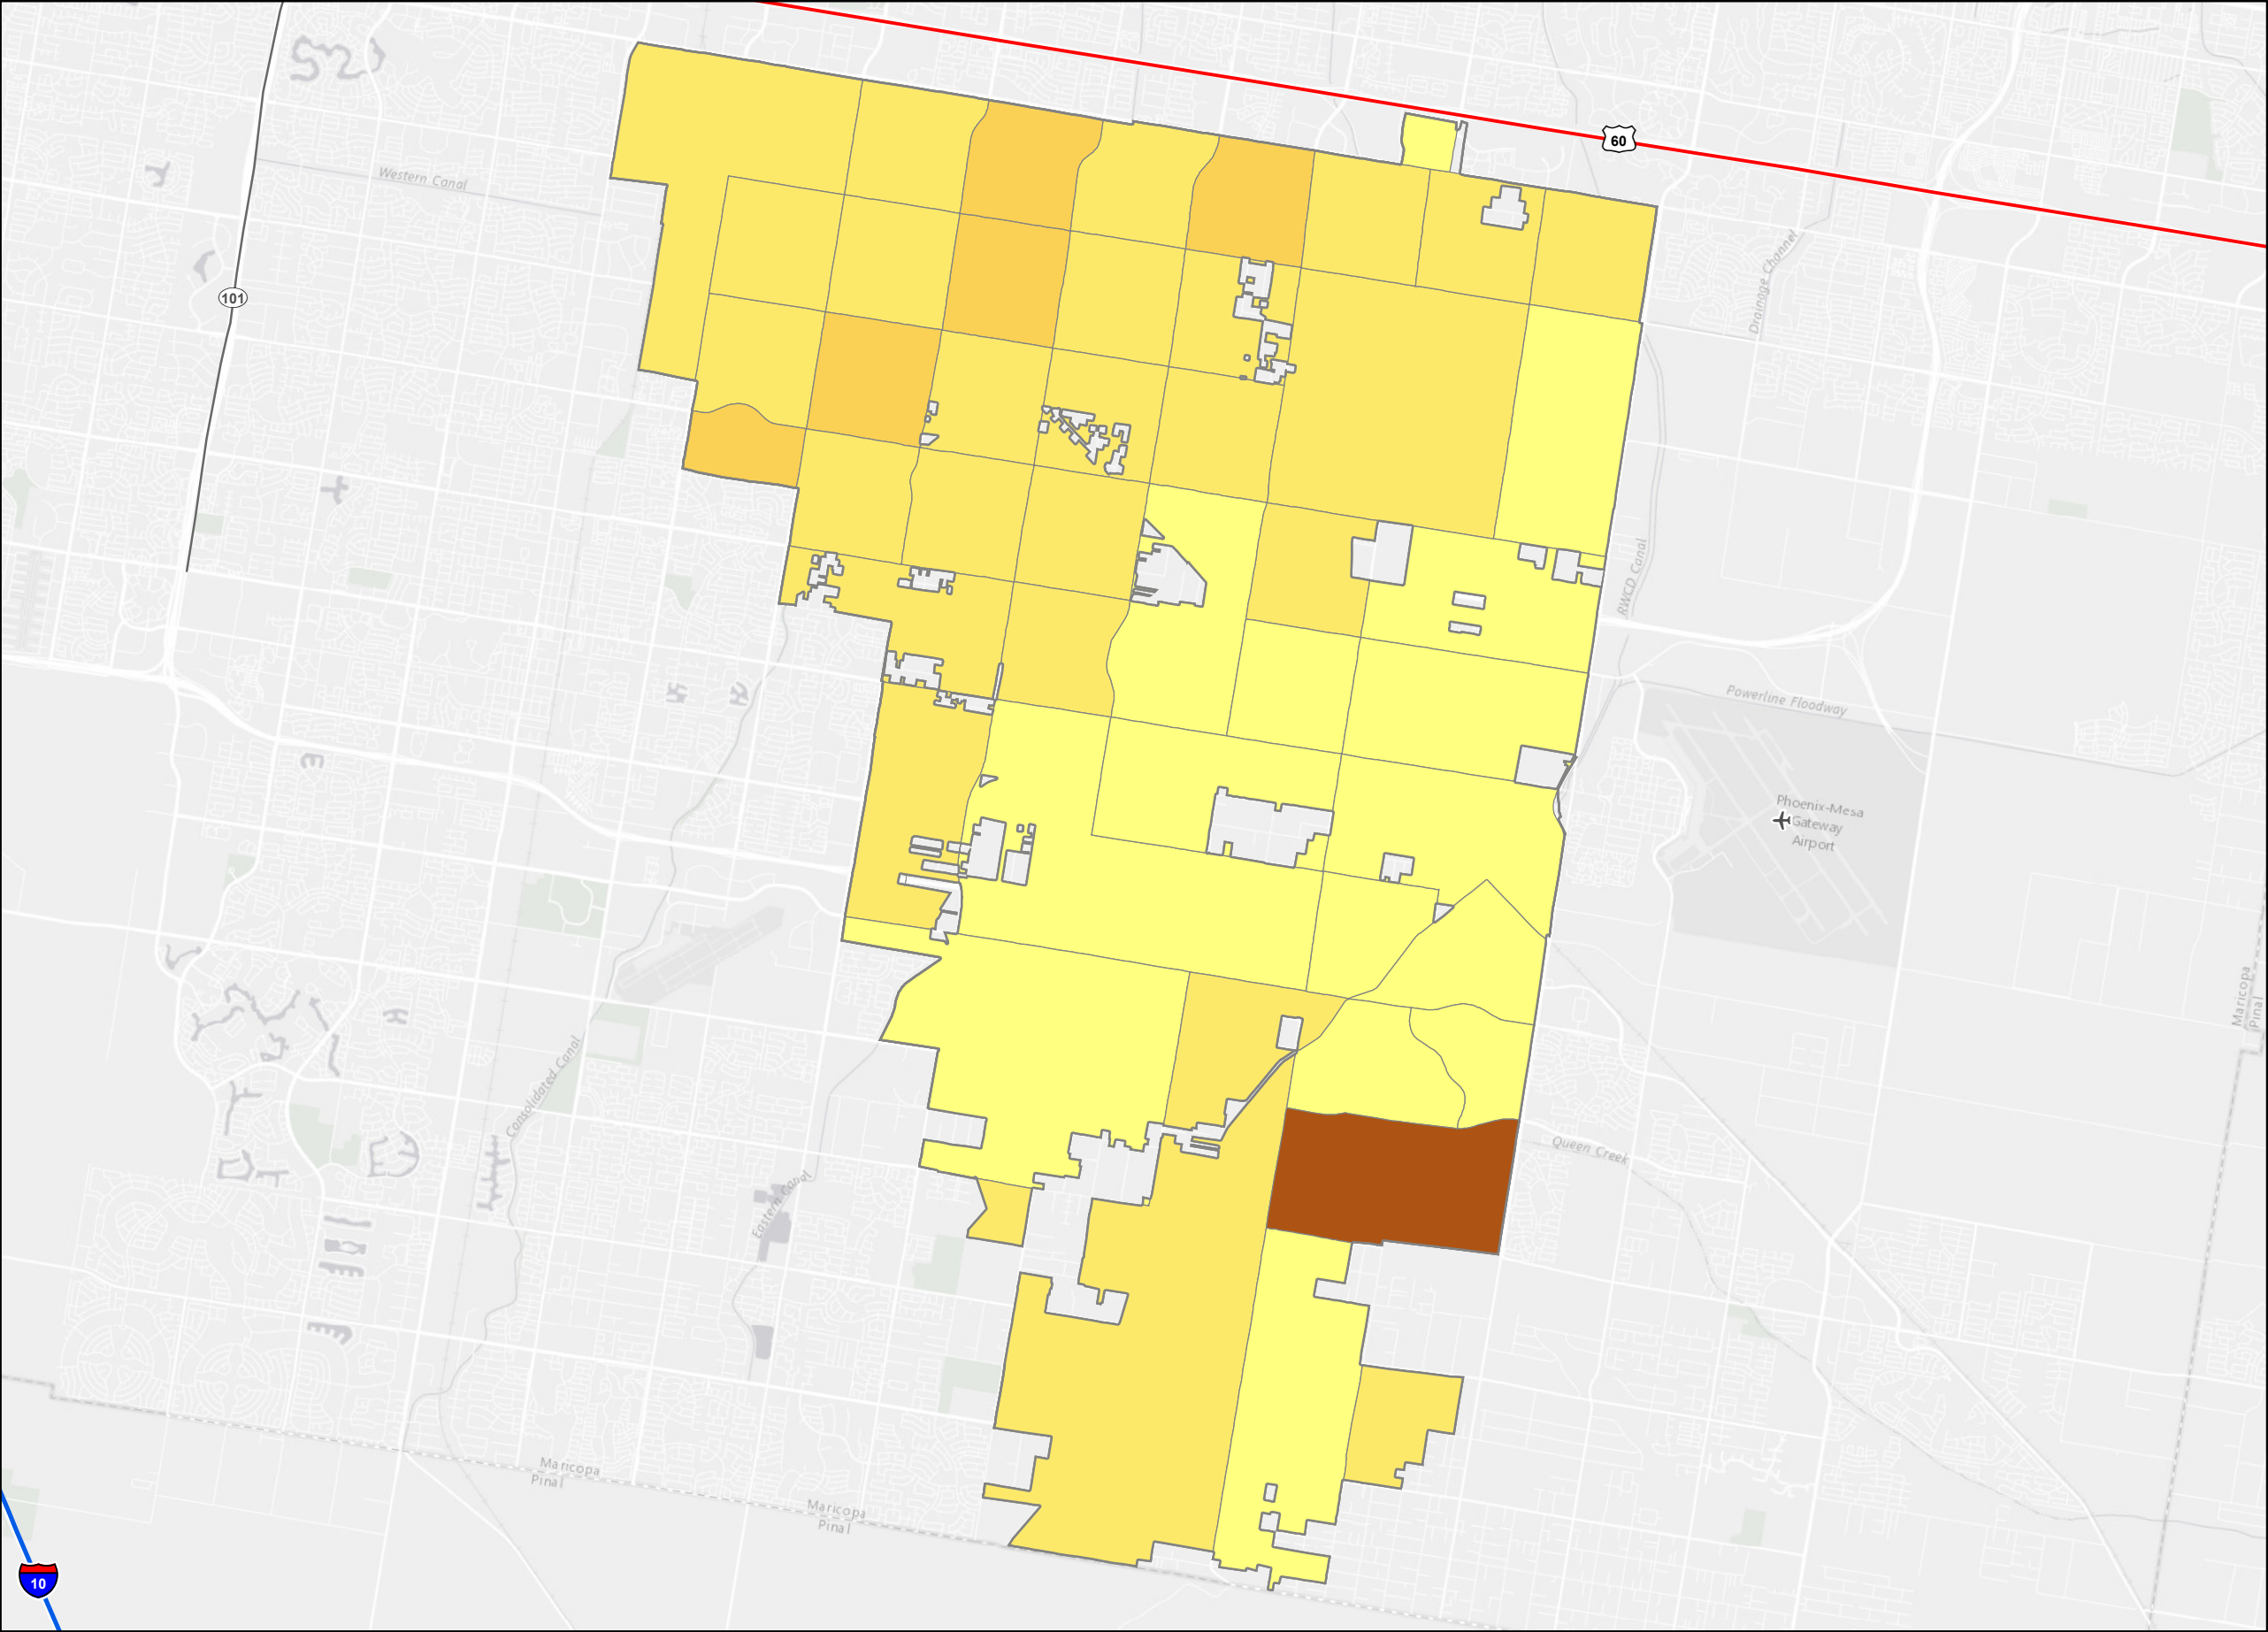 60
Western Canal
Drainage Channel
101
RWCD Canal
Powerline Floodway
Phoenix-Mesa
Gateway
Airport
Maricopa
Pinal
Consolidated Canal
Queen Creek
Eastern Canal
Maricopa
Pinal
Maricopa
Pinal
10